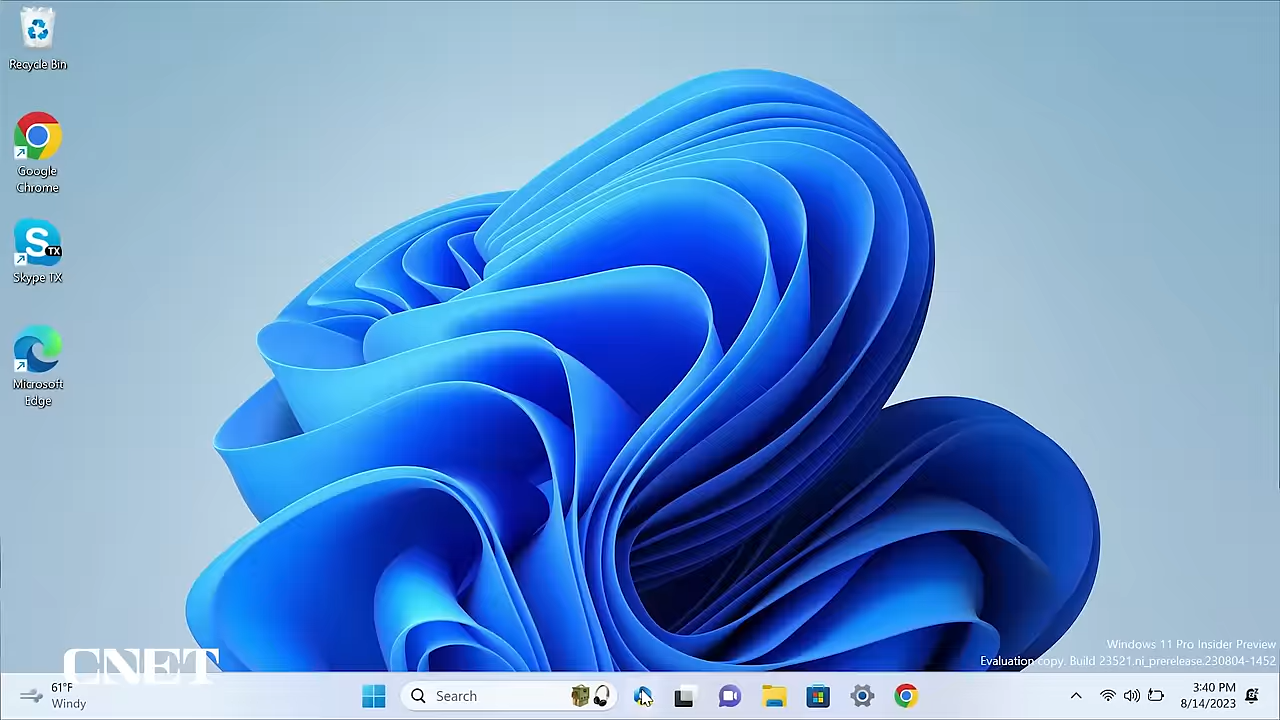 Recycle Bin
Google
Chrome
S TX
Skype TX
Microsoft
Edge
Windows 11 Pro Insider Preview
Evaluation copy. Build 23521.ni_prerelease.230804-1452
CNET
61°F
Windy
Search
3:40 PM
8/14/2023